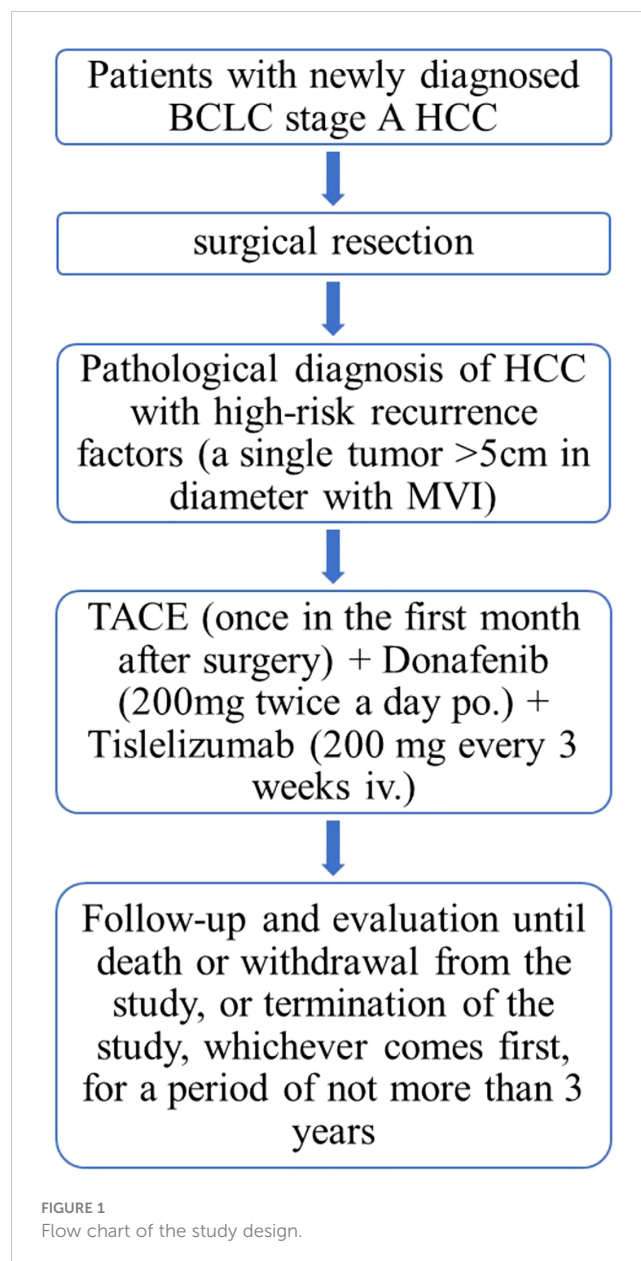 Patients with newly diagnosed
BCLC stage A HCC
surgical resection
Pathological diagnosis of HCC
with high-risk recurrence
factors (a single tumor >5cm in
diameter with MVI)
TACE (once in the first month
after surgery) + Donafenib
(200mg twice a day po.) +
Tislelizumab (200 mg every 3
weeks iv.)
Follow-up and evaluation until
death or withdrawal from the
study, or termination of the
study, whichever comes first,
for a period of not more than 3
years
FIGURE 1
Flow chart of the study design.